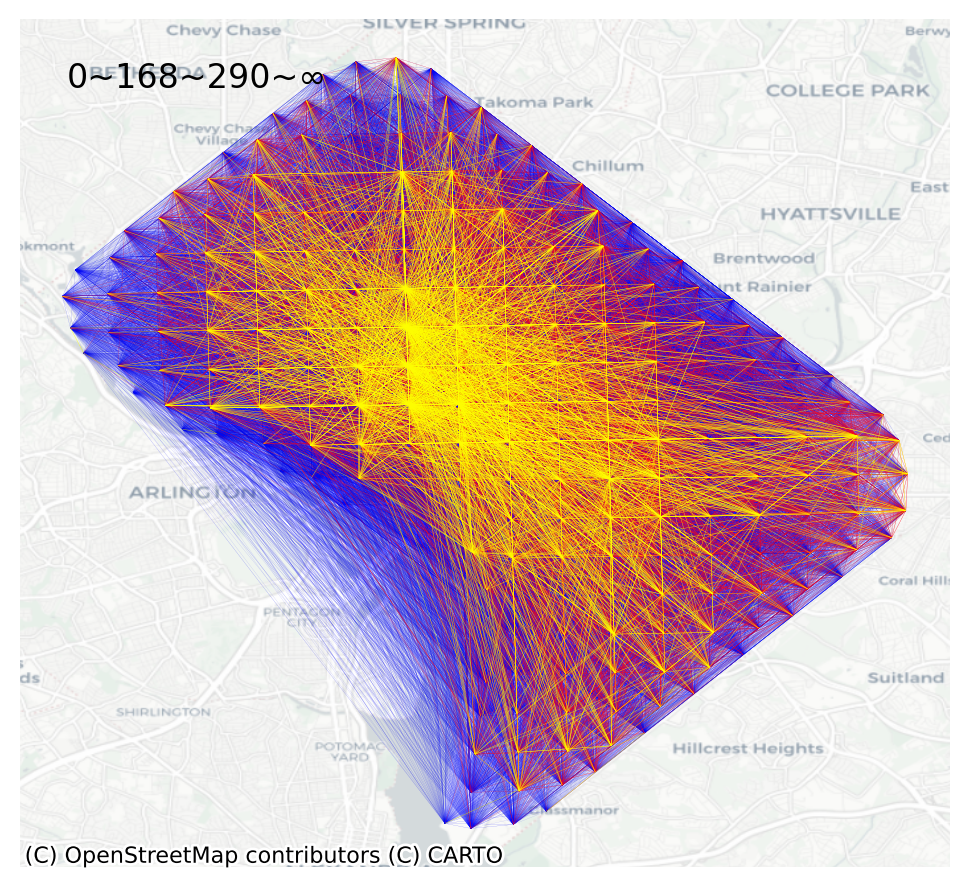 SILVER SPRING
Chevy Chase
Berwy
BETHESDA
0~168~290~∞
COLLEGE PARK
Takoma Park
Chevy Chase
Village
Chillum
East
HYATTSVILLE
okmont
Brentwood
unt Rainier
Ced
ARLINGTON
Coral Hills
PENTAGON
CITY
s
ds
Suitland
SHIRLINGTON
POTOMAC
YARD
Hillcrest Heights
Glassmanor
(C) OpenStreetMap contributors (C) CARTO